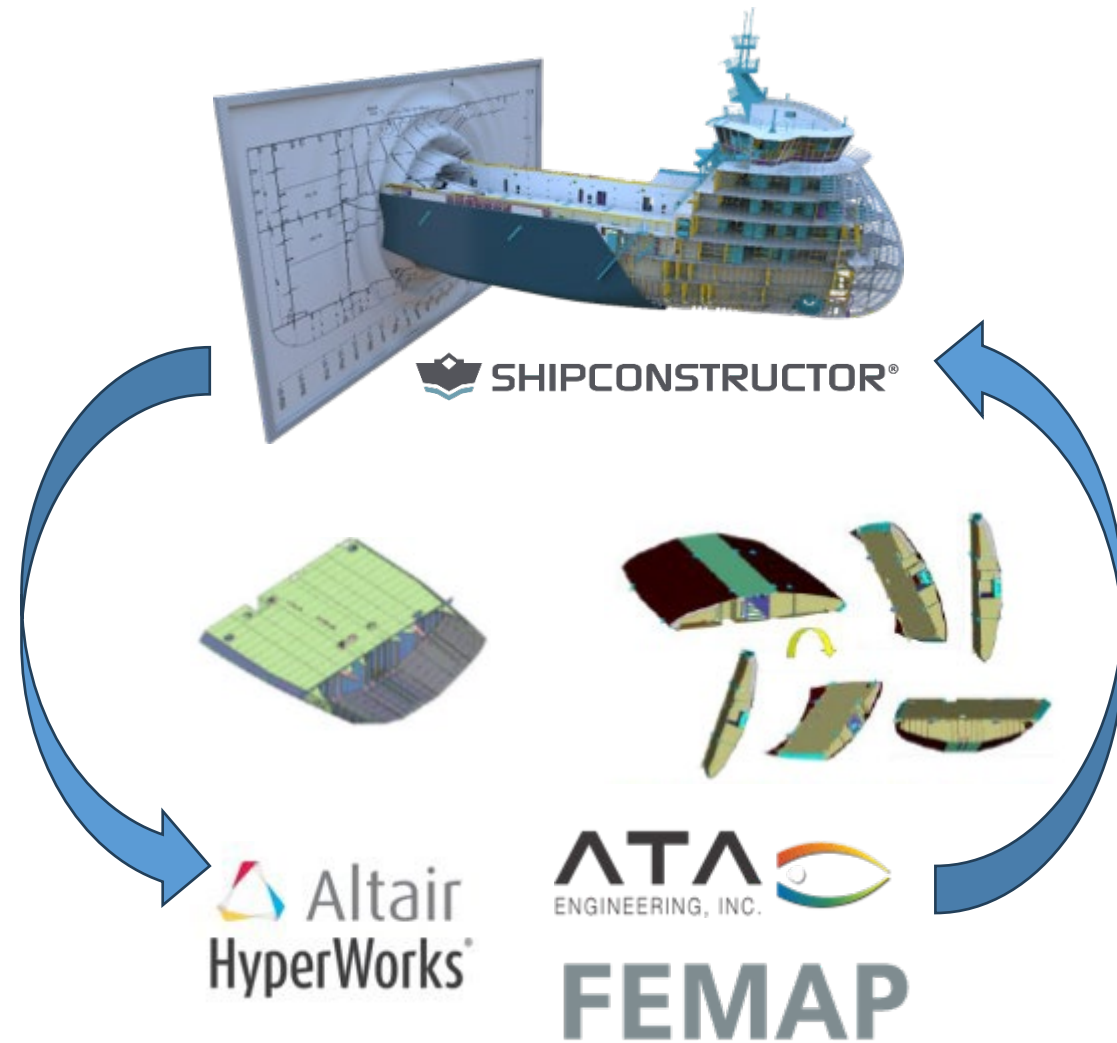 SHIPCONSTRUCTOR®
Altair
HyperWorks®
ATA
ENGINEERING, INC.
FEMAP